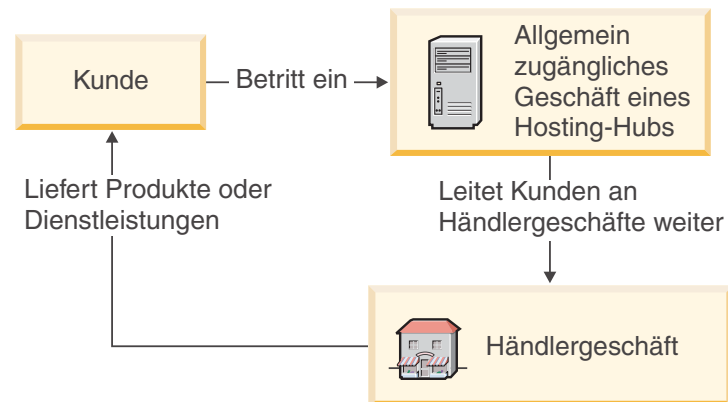 Kunde
Betritt ein
Allgemein
zugängliches
Geschäft eines
Hosting-Hubs
Liefert Produkte oder
Dienstleistungen
Leitet Kunden an
Händlergeschäfte weiter
Händlergeschäft